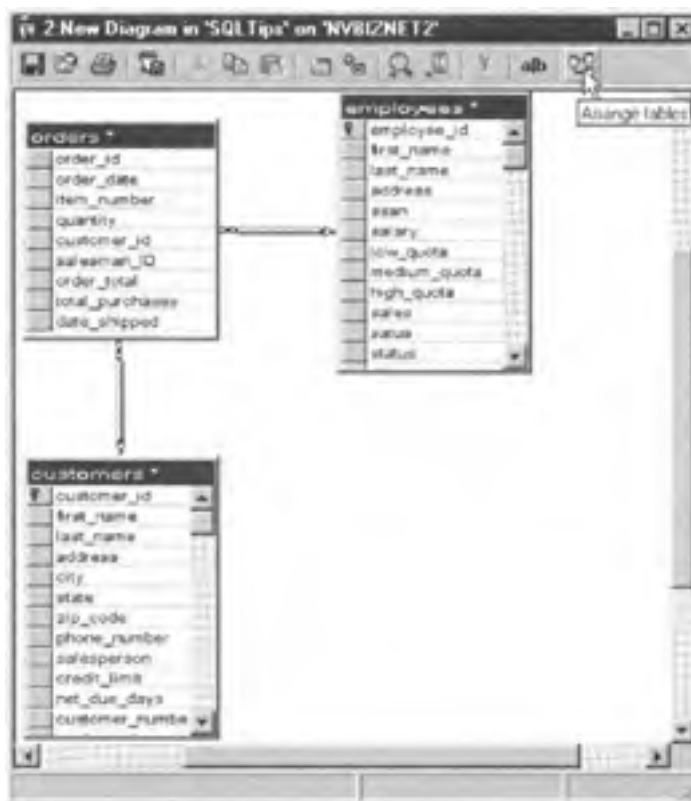 2 New Diagram in 'SQLTips' on 'NVBIZNET2'
ab
Arrange tables
orders *
order_id
order_date
item_number
quantity
customer_id
salesman_ID
order_total
total_purchases
date_shipped
employees *
employee_id
first_name
last_name
address
ssan
salary
low_quota
medium_quota
high_quota
sales
status
customers *
customer_id
first_name
last_name
address
city
state
zip_code
phone_number
salesperson
credit_limit
net_due_days
customer_numbe